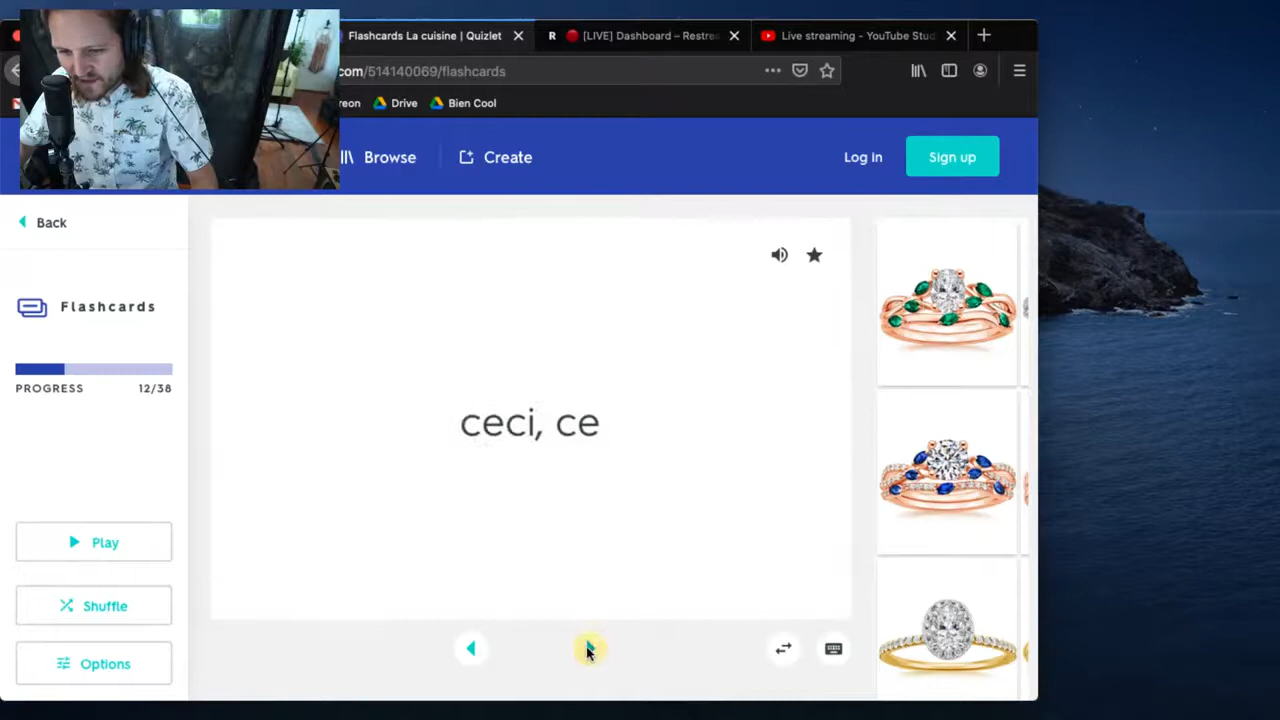 Flashcards La cuisine | Quizlet
R [LIVE] Dashboard – Restrea
Live streaming - YouTube Stud
com/514140069/flashcards
reon
Drive
Bien Cool
Browse
Create
Log In
Sign up
Back
Flashcards
PROGRESS 12/38
ceci, ce
Play
Shuffle
Options